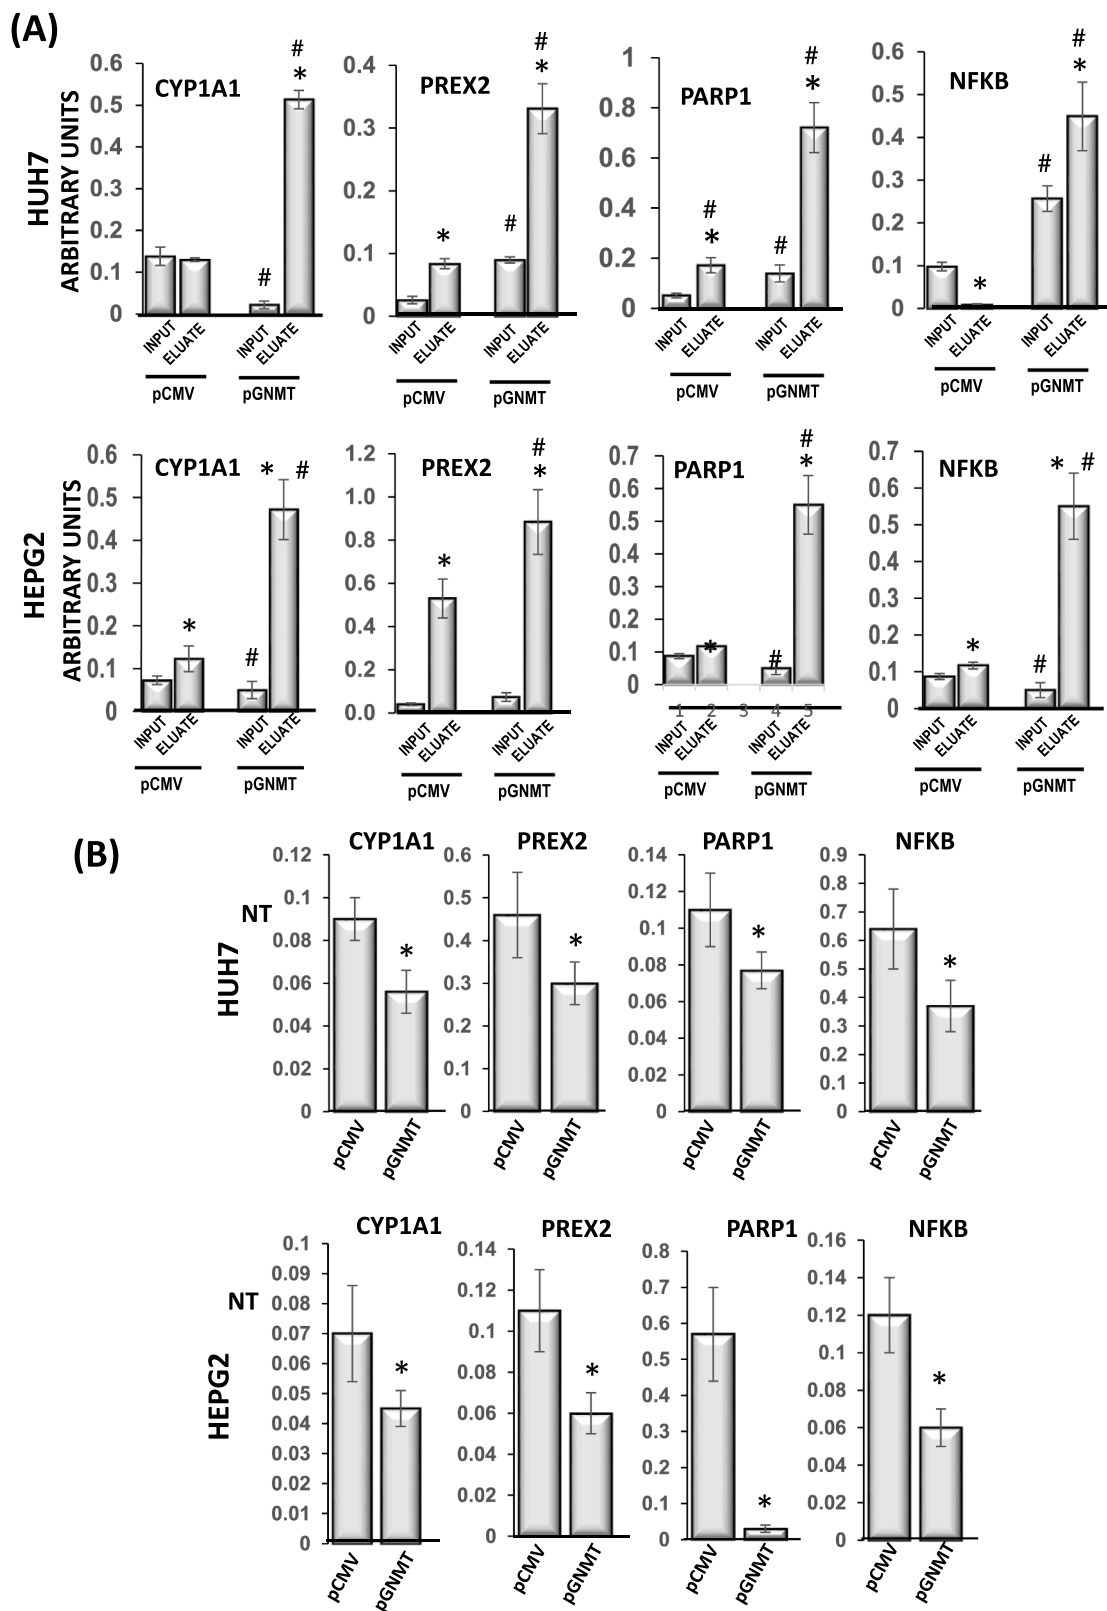 (A)
HUH7
ARBITRARY UNITS
CYP1A1
0.6
0.5
0.4
0.3
0.2
0.1
0
#
#
*
INPUT
ELUATE
INPUT
ELUATE
pCMV
pGNMT
PREX2
0.4
0.3
0.2
0.1
0
*
#
#
*
INPUT
ELUATE
INPUT
ELUATE
pCMV
pGNMT
PARP1
1
0.8
0.6
0.4
0.2
0
#
*
#
#
*
INPUT
ELUATE
INPUT
ELUATE
pCMV
pGNMT
NFKB
0.6
0.5
0.4
0.3
0.2
0.1
0
*
#
#
*
INPUT
ELUATE
INPUT
ELUATE
pCMV
pGNMT
HEPG2
ARBITRARY UNITS
CYP1A1
0.6
0.5
0.4
0.3
0.2
0.1
0
*
#
* #
INPUT
ELUATE
INPUT
ELUATE
pCMV
pGNMT
PREX2
1.2
1.0
0.8
0.6
0.4
0.2
0.0
*
#
*
INPUT
ELUATE
INPUT
ELUATE
pCMV
pGNMT
PARP1
0.7
0.6
0.5
0.4
0.3
0.2
0.1
0
*
#
#
*
1 2 3 4 5
INPUT
ELUATE
INPUT
ELUATE
pCMV
pGNMT
NFKB
0.7
0.6
0.5
0.4
0.3
0.2
0.1
0
*
#
* #
INPUT
ELUATE
INPUT
ELUATE
pCMV
pGNMT
(B)
NT
HUH7
CYP1A1
0.12
0.1
0.08
0.06
0.04
0.02
0
*
pCMV
pGNMT
PREX2
0.6
0.5
0.4
0.3
0.2
0.1
0
*
pCMV
pGNMT
PARP1
0.14
0.12
0.1
0.08
0.06
0.04
0.02
0
*
pCMV
pGNMT
NFKB
0.9
0.8
0.7
0.6
0.5
0.4
0.3
0.2
0.1
0
*
pCMV
pGNMT
NT
HEPG2
CYP1A1
0.1
0.09
0.08
0.07
0.06
0.05
0.04
0.03
0.02
0.01
0
*
pCMV
pGNMT
PREX2
0.14
0.12
0.1
0.08
0.06
0.04
0.02
0
*
pCMV
pGNMT
PARP1
0.8
0.7
0.6
0.5
0.4
0.3
0.2
0.1
0
*
pCMV
pGNMT
NFKB
0.16
0.14
0.12
0.1
0.08
0.06
0.04
0.02
0
*
pCMV
pGNMT